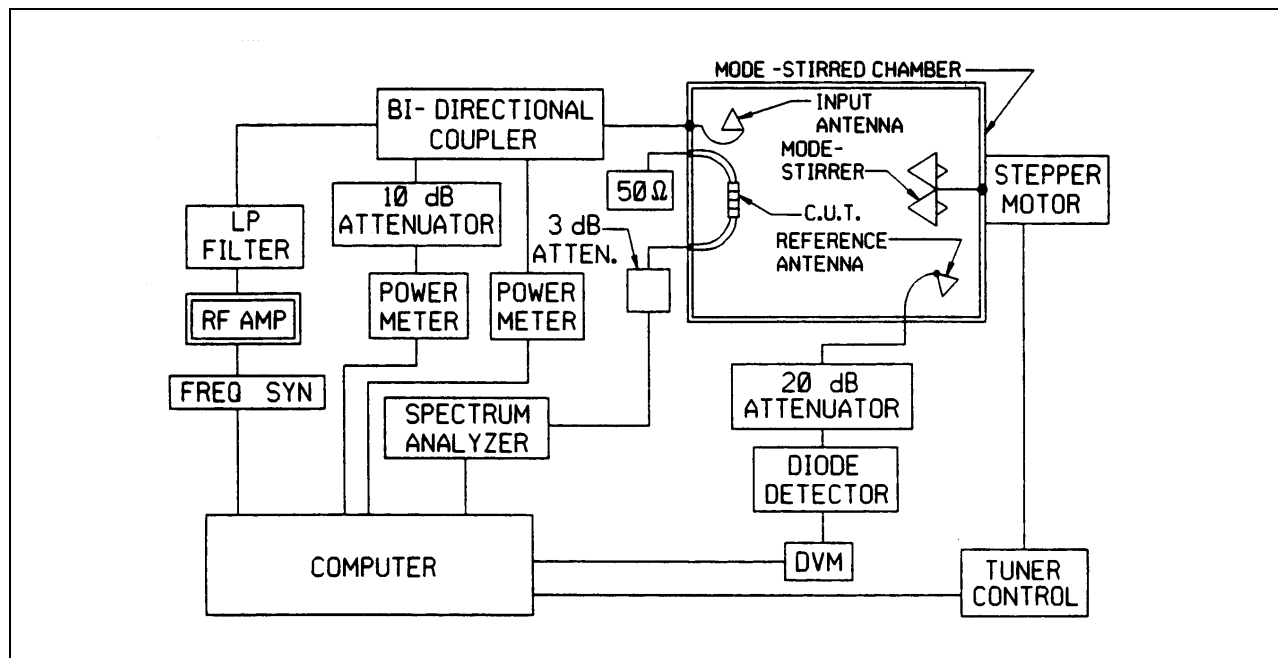 MODE -STIRRED CHAMBER
BI- DIRECTIONAL
COUPLER
INPUT
ANTENNA
MODE-
STIRRER
STEPPER
MOTOR
10 dB
ATTENUATOR
50Ω
C.U.T.
LP
FILTER
3 dB
ATTEN.
REFERENCE
ANTENNA
POWER
METER
POWER
METER
RF AMP
FREQ SYN
20 dB
ATTENUATOR
SPECTRUM
ANALYZER
DIODE
DETECTOR
COMPUTER
DVM
TUNER
CONTROL